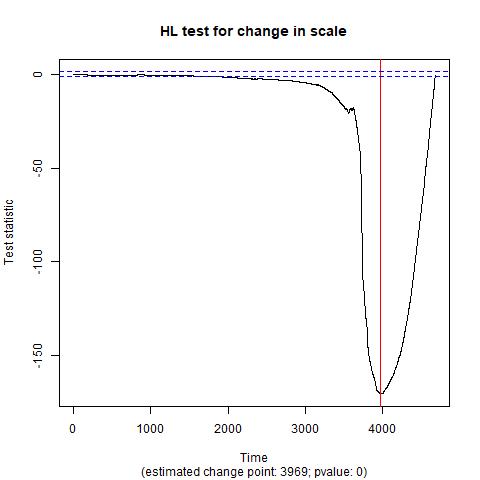 HL test for change in scale
Test statistic
0
-50
-100
-150
0 1000 2000 3000 4000
Time
(estimated change point: 3969; pvalue: 0)